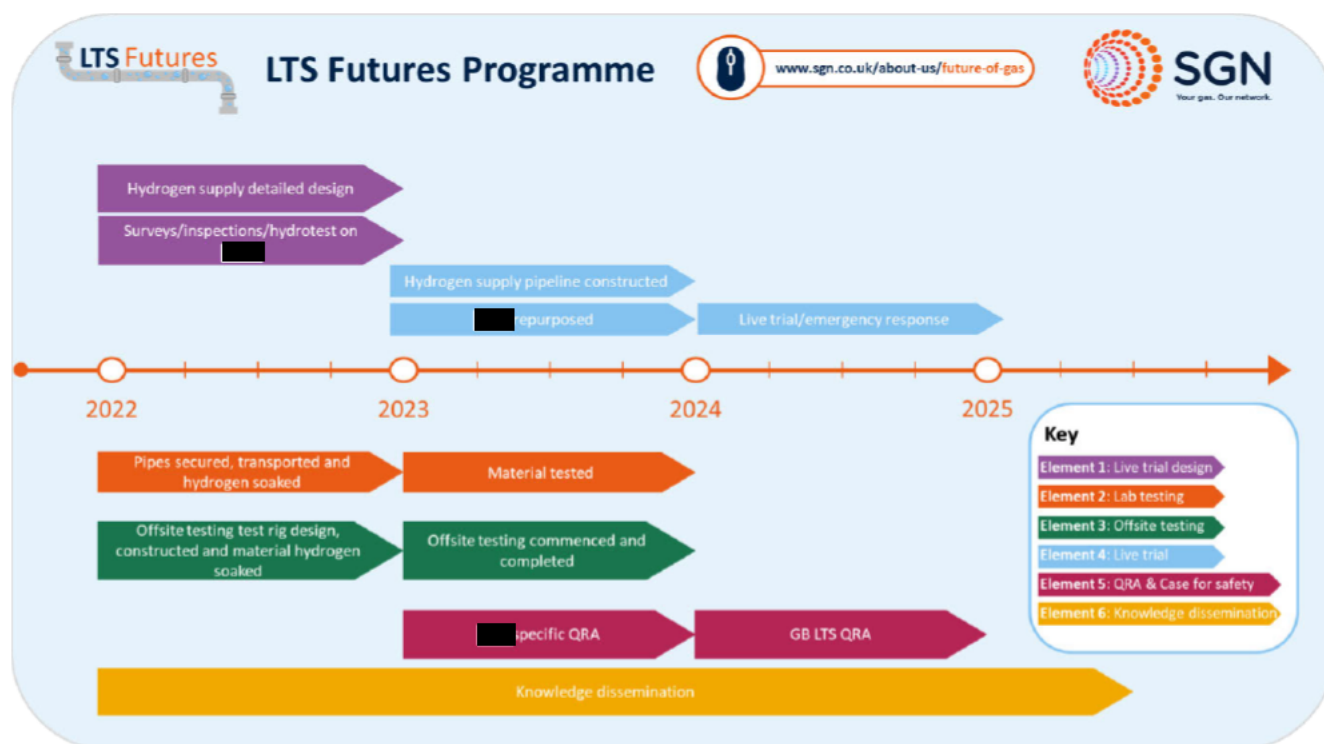 LTS Futures
LTS Futures Programme
www.sgn.co.uk/about-us/future-of-gas
SGN
Your gas. Our network.
Hydrogen supply detailed design
Surveys/inspections/hydrotest on
Hydrogen supply pipeline constructed
repurposed
Live trial/emergency response
2022
2023
2024
2025
Pipes secured, transported and
hydrogen soaked
Material tested
Offsite testing test rig design,
constructed and material hydrogen
soaked
Offsite testing commenced and
completed
specific QRA
GB LTS QRA
Knowledge dissemination
Key
Element 1: Live trial design
Element 2: Lab testing
Element 3: Offsite testing
Element 4: Live trial
Element 5: QRA & Case for safety
Element 6: Knowledge dissemination